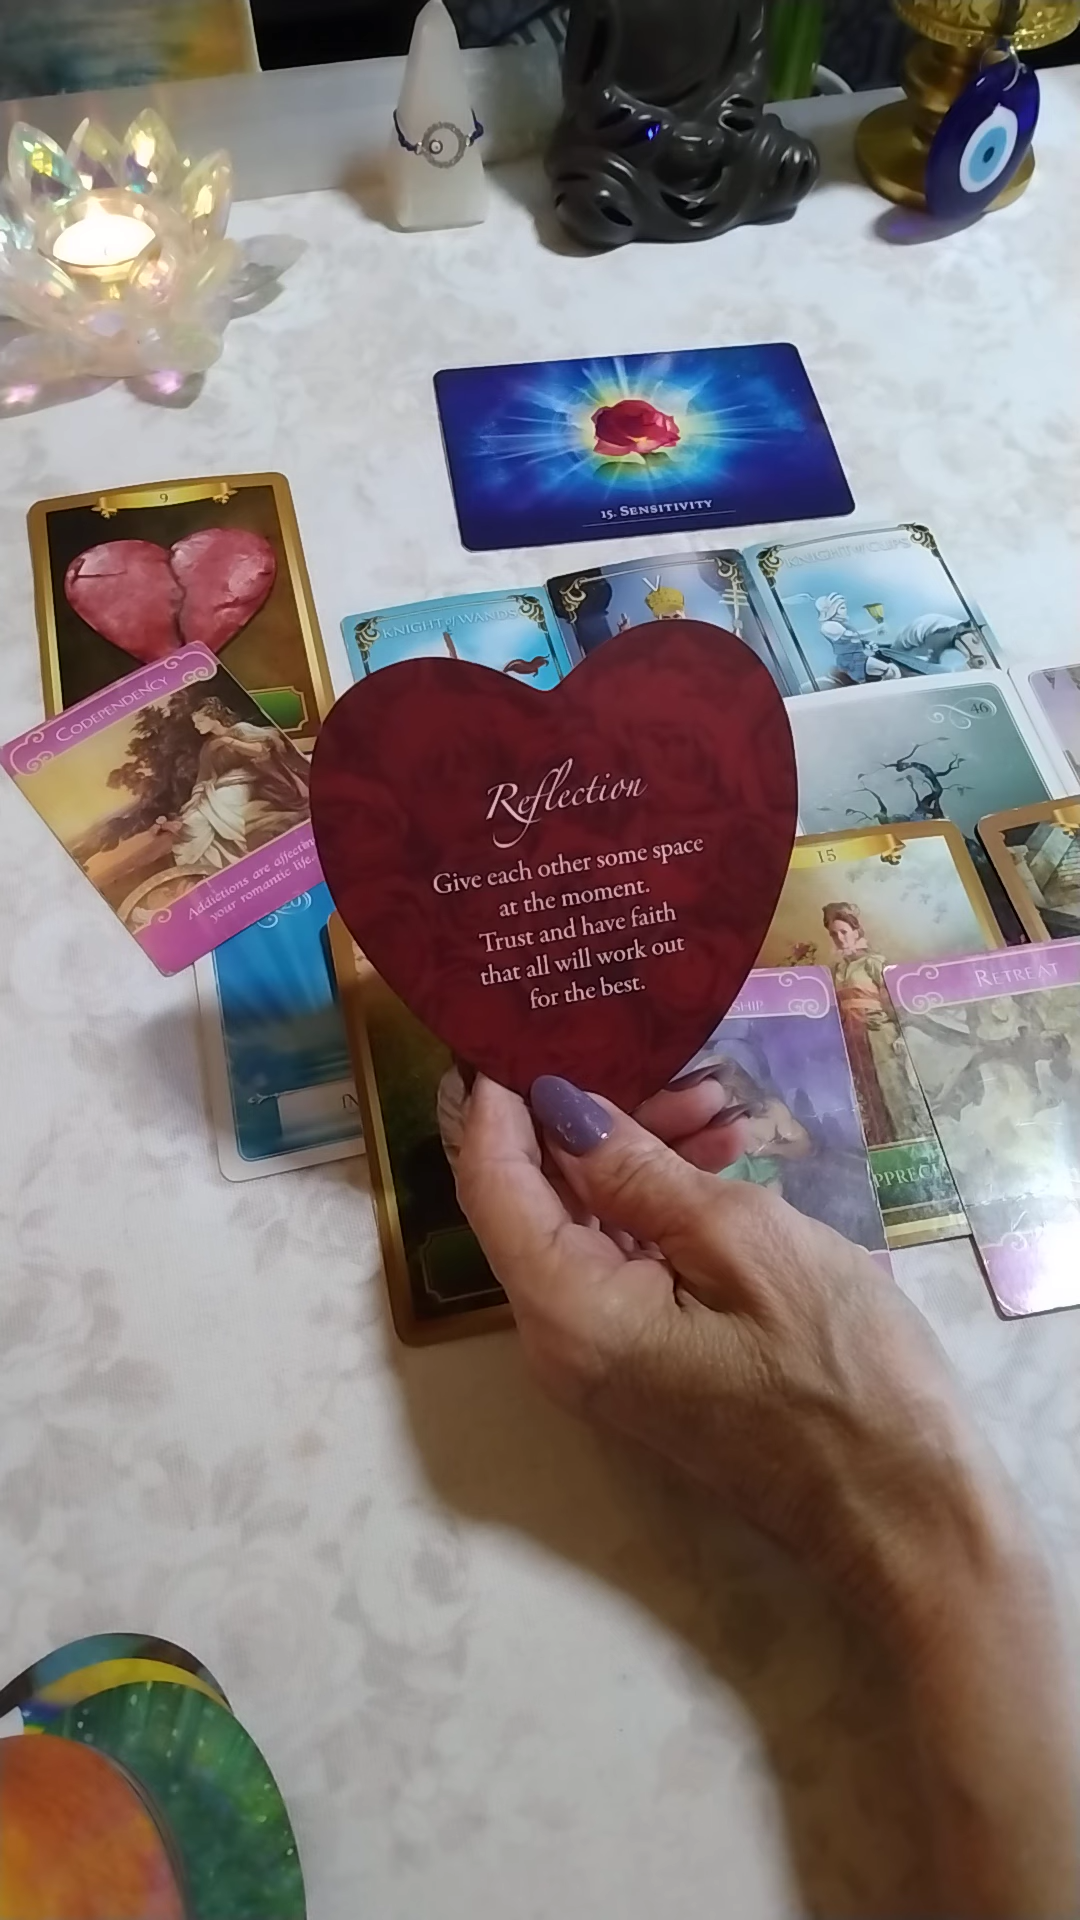 15. SENSITIVITY
9
KNIGHT of WANDS
V
KNIGHT of CUPS
CODEPENDENCY
Addictions are affecting
your romantic life...
46
Reflection
Give each other some space
at the moment.
Trust and have faith
that all will work out
for the best.
15
RETREAT
SHIP
PPRECI